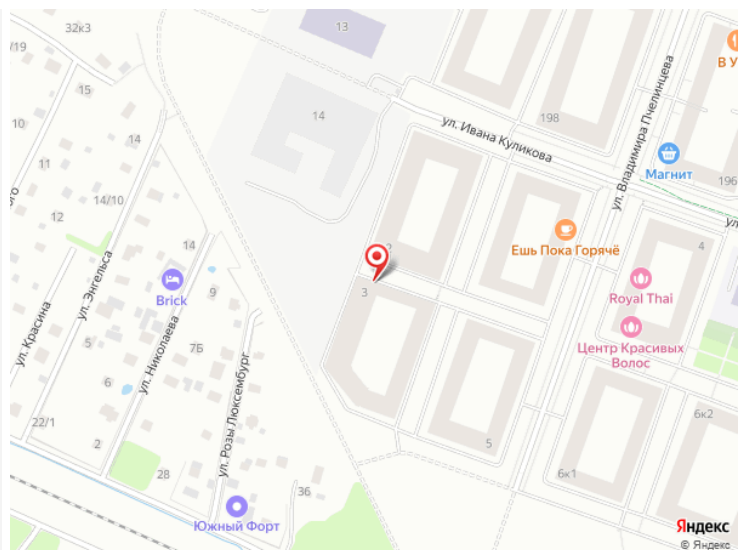 32к3
/19
13
15
10
14
14
11
198
ул. Ивана Куликова
ул. Владимира Пчелинцева
В У
Магнит
196
14/10
12
ул. Энгельса
14
2
Ешь Пока Горячё
4
ого
Brick
9
3
Royal Thai
ул. Красина
ул. Николаева
5
7Б
Центр Красивых
Волос
6
ул. Розы Люксембург
22/1
2
28
5
6к2
6к1
36
Южный Форт
Яндекс
© Яндекс